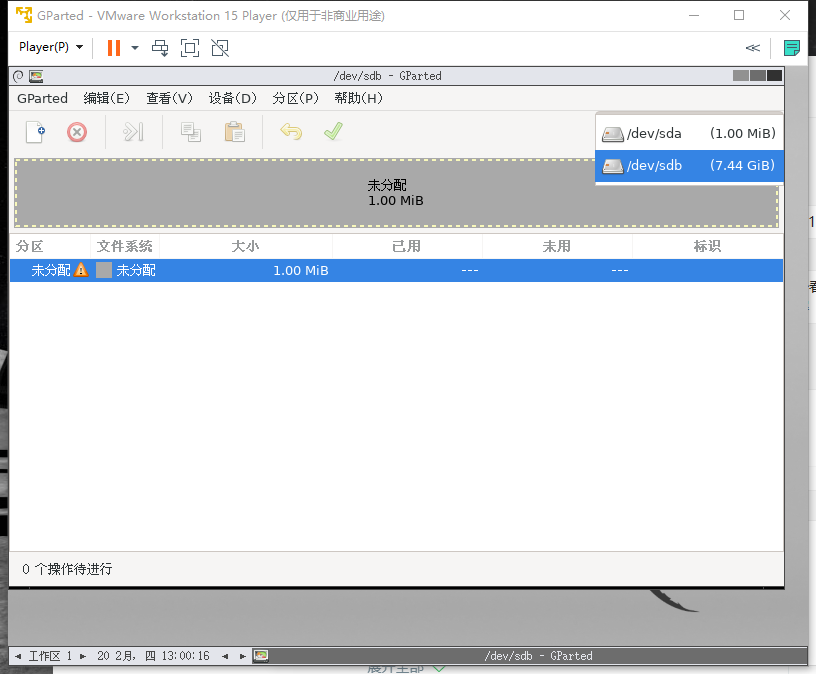 GParted - VMware Workstation 15 Player (仅用于非商业用途)
Player(P)
/dev/sdb - GParted
GParted 编辑(E) 查看(V) 设备(D) 分区(P) 帮助(H)
/dev/sda (1.00 MiB)
/dev/sdb (7.44 GiB)
未分配
1.00 MiB
分区 文件系统 大小 已用 未用 标识
未分配 未分配 1.00 MiB --- ---
0 个操作待进行
工作区 1 20 2月, 四 13:00:16 /dev/sdb - GParted
展开全部